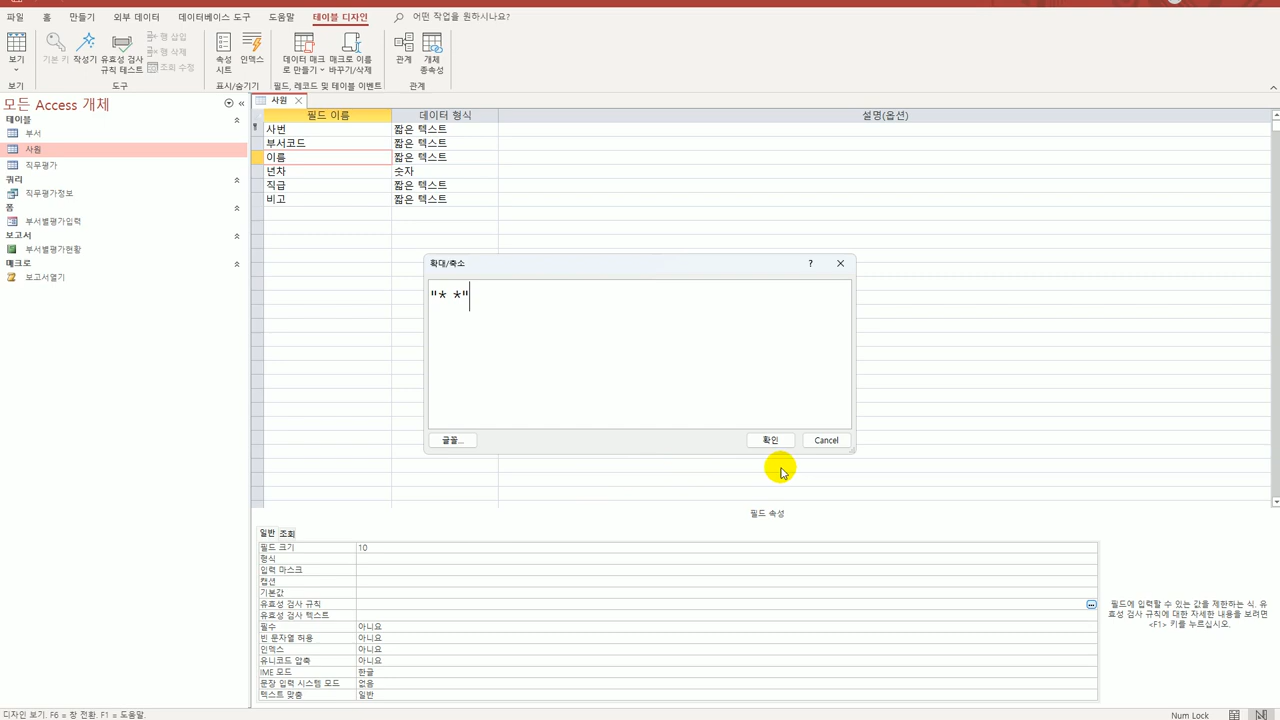 파일 홈 만들기 외부 데이터 데이터베이스 도구 도움말 테이블 디자인 어떤 작업을 원하시나요?
보기
기본 키
작성기
유효성 검사
규칙 테스트
행 삽입
행 삭제
조회 수정
속성
시트
인덱스
데이터 매크
로 만들기
매크로 이름
바꾸기/삭제
관계
개체
종속성
보기 도구 표시/숨기기 필드, 레코드 및 테이블 이벤트 관계
모든 Access 개체
테이블
부서
사원
직무평가
쿼리
직무평가정보
폼
부서별평가입력
보고서
부서별평가현황
매크로
보고서열기
사원
필드 이름 데이터 형식 설명(옵션)
사번 짧은 텍스트
부서코드 짧은 텍스트
이름 짧은 텍스트
년차 숫자
직급 짧은 텍스트
비고 짧은 텍스트
확대/축소 ?
"* *"
글꼴... 확인 Cancel
필드 속성
일반 조회
필드 크기 10
형식
입력 마스크
캡션
기본값
유효성 검사 규칙
유효성 검사 텍스트
필수 아니요
빈 문자열 허용 아니요
인덱스 아니요
유니코드 압축 아니요
IME 모드 한글
문장 입력 시스템 모드 없음
텍스트 맞춤 일반
필드에 입력할 수 있는 값을 제한하는 식. 유
효성 검사 규칙에 대한 자세한 내용을 보려면
<F1> 키를 누르십시오.
디자인 보기. F6 = 창 전환. F1 = 도움말. Num Lock